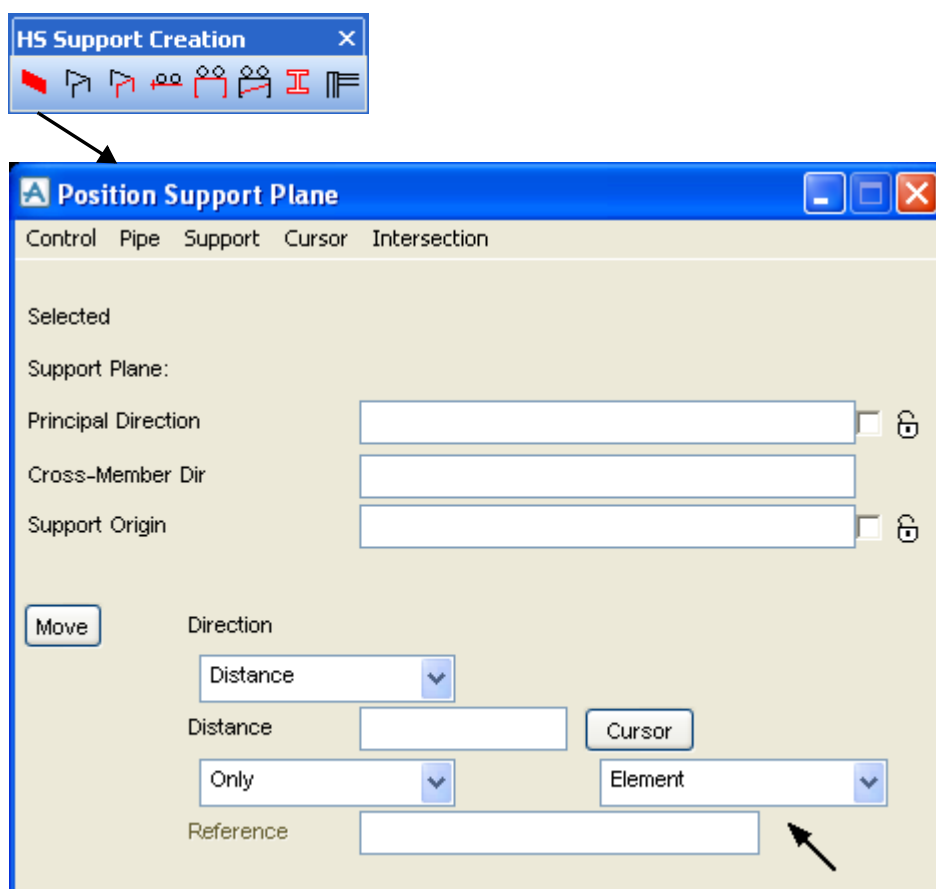 HS Support Creation
Position Support Plane
Control Pipe Support Cursor Intersection
Selected
Support Plane:
Principal Direction
Cross-Member Dir
Support Origin
Move Direction
Distance
Distance Cursor
Only Element
Reference